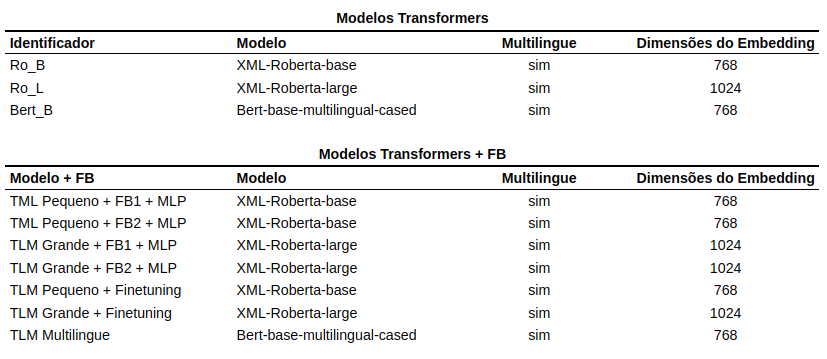 Modelos Transformers
Identificador Modelo Multilingue Dimensões do Embedding
Ro_B XML-Roberta-base sim 768
Ro_L XML-Roberta-large sim 1024
Bert_B Bert-base-multilingual-cased sim 768
Modelos Transformers + FB
Modelo + FB Modelo Multilingue Dimensões do Embedding
TML Pequeno + FB1 + MLP XML-Roberta-base sim 768
TML Pequeno + FB2 + MLP XML-Roberta-base sim 768
TLM Grande + FB1 + MLP XML-Roberta-large sim 1024
TLM Grande + FB2 + MLP XML-Roberta-large sim 1024
TLM Pequeno + Finetuning XML-Roberta-base sim 768
TLM Grande + Finetuning XML-Roberta-large sim 1024
TLM Multilingue Bert-base-multilingual-cased sim 768